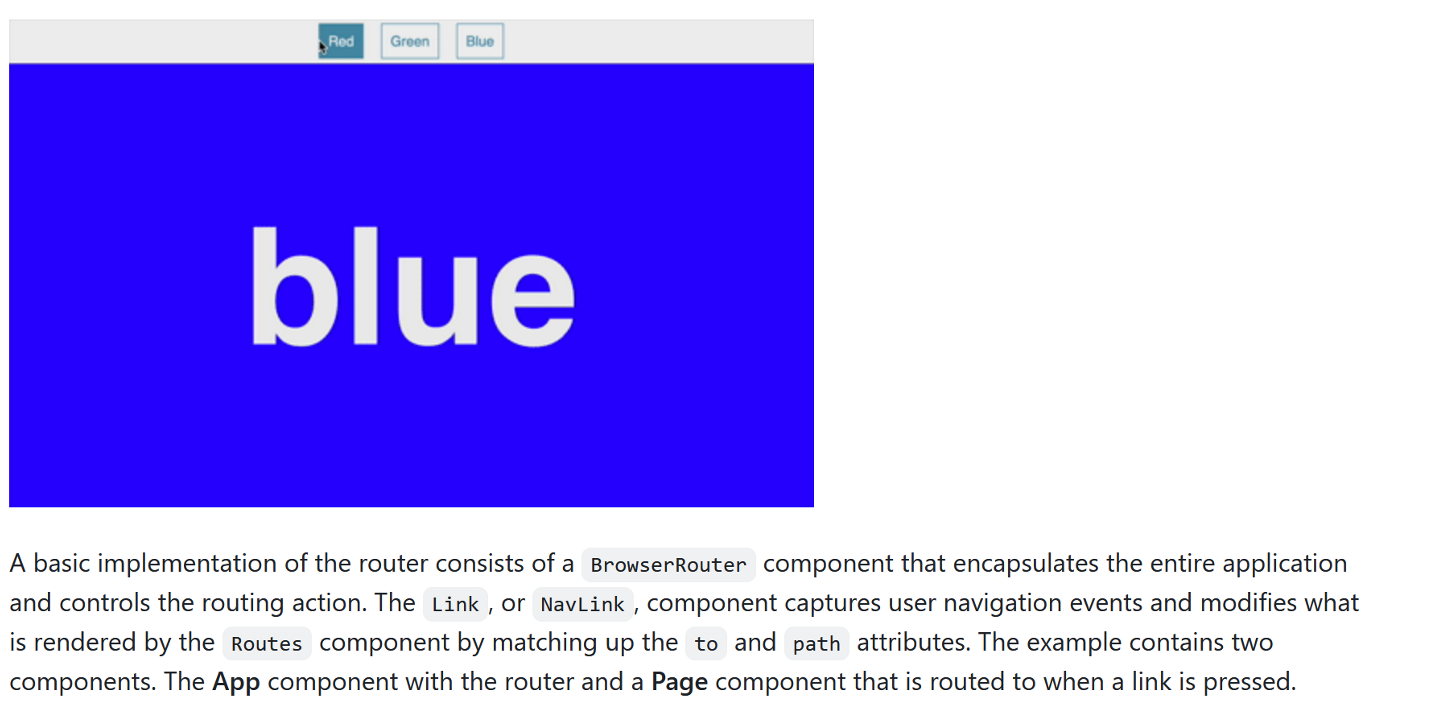 Red Green Blue
blue
A basic implementation of the router consists of a BrowserRouter component that encapsulates the entire application
and controls the routing action. The Link, or NavLink, component captures user navigation events and modifies what
is rendered by the Routes component by matching up the to and path attributes. The example contains two
components. The App component with the router and a Page component that is routed to when a link is pressed.